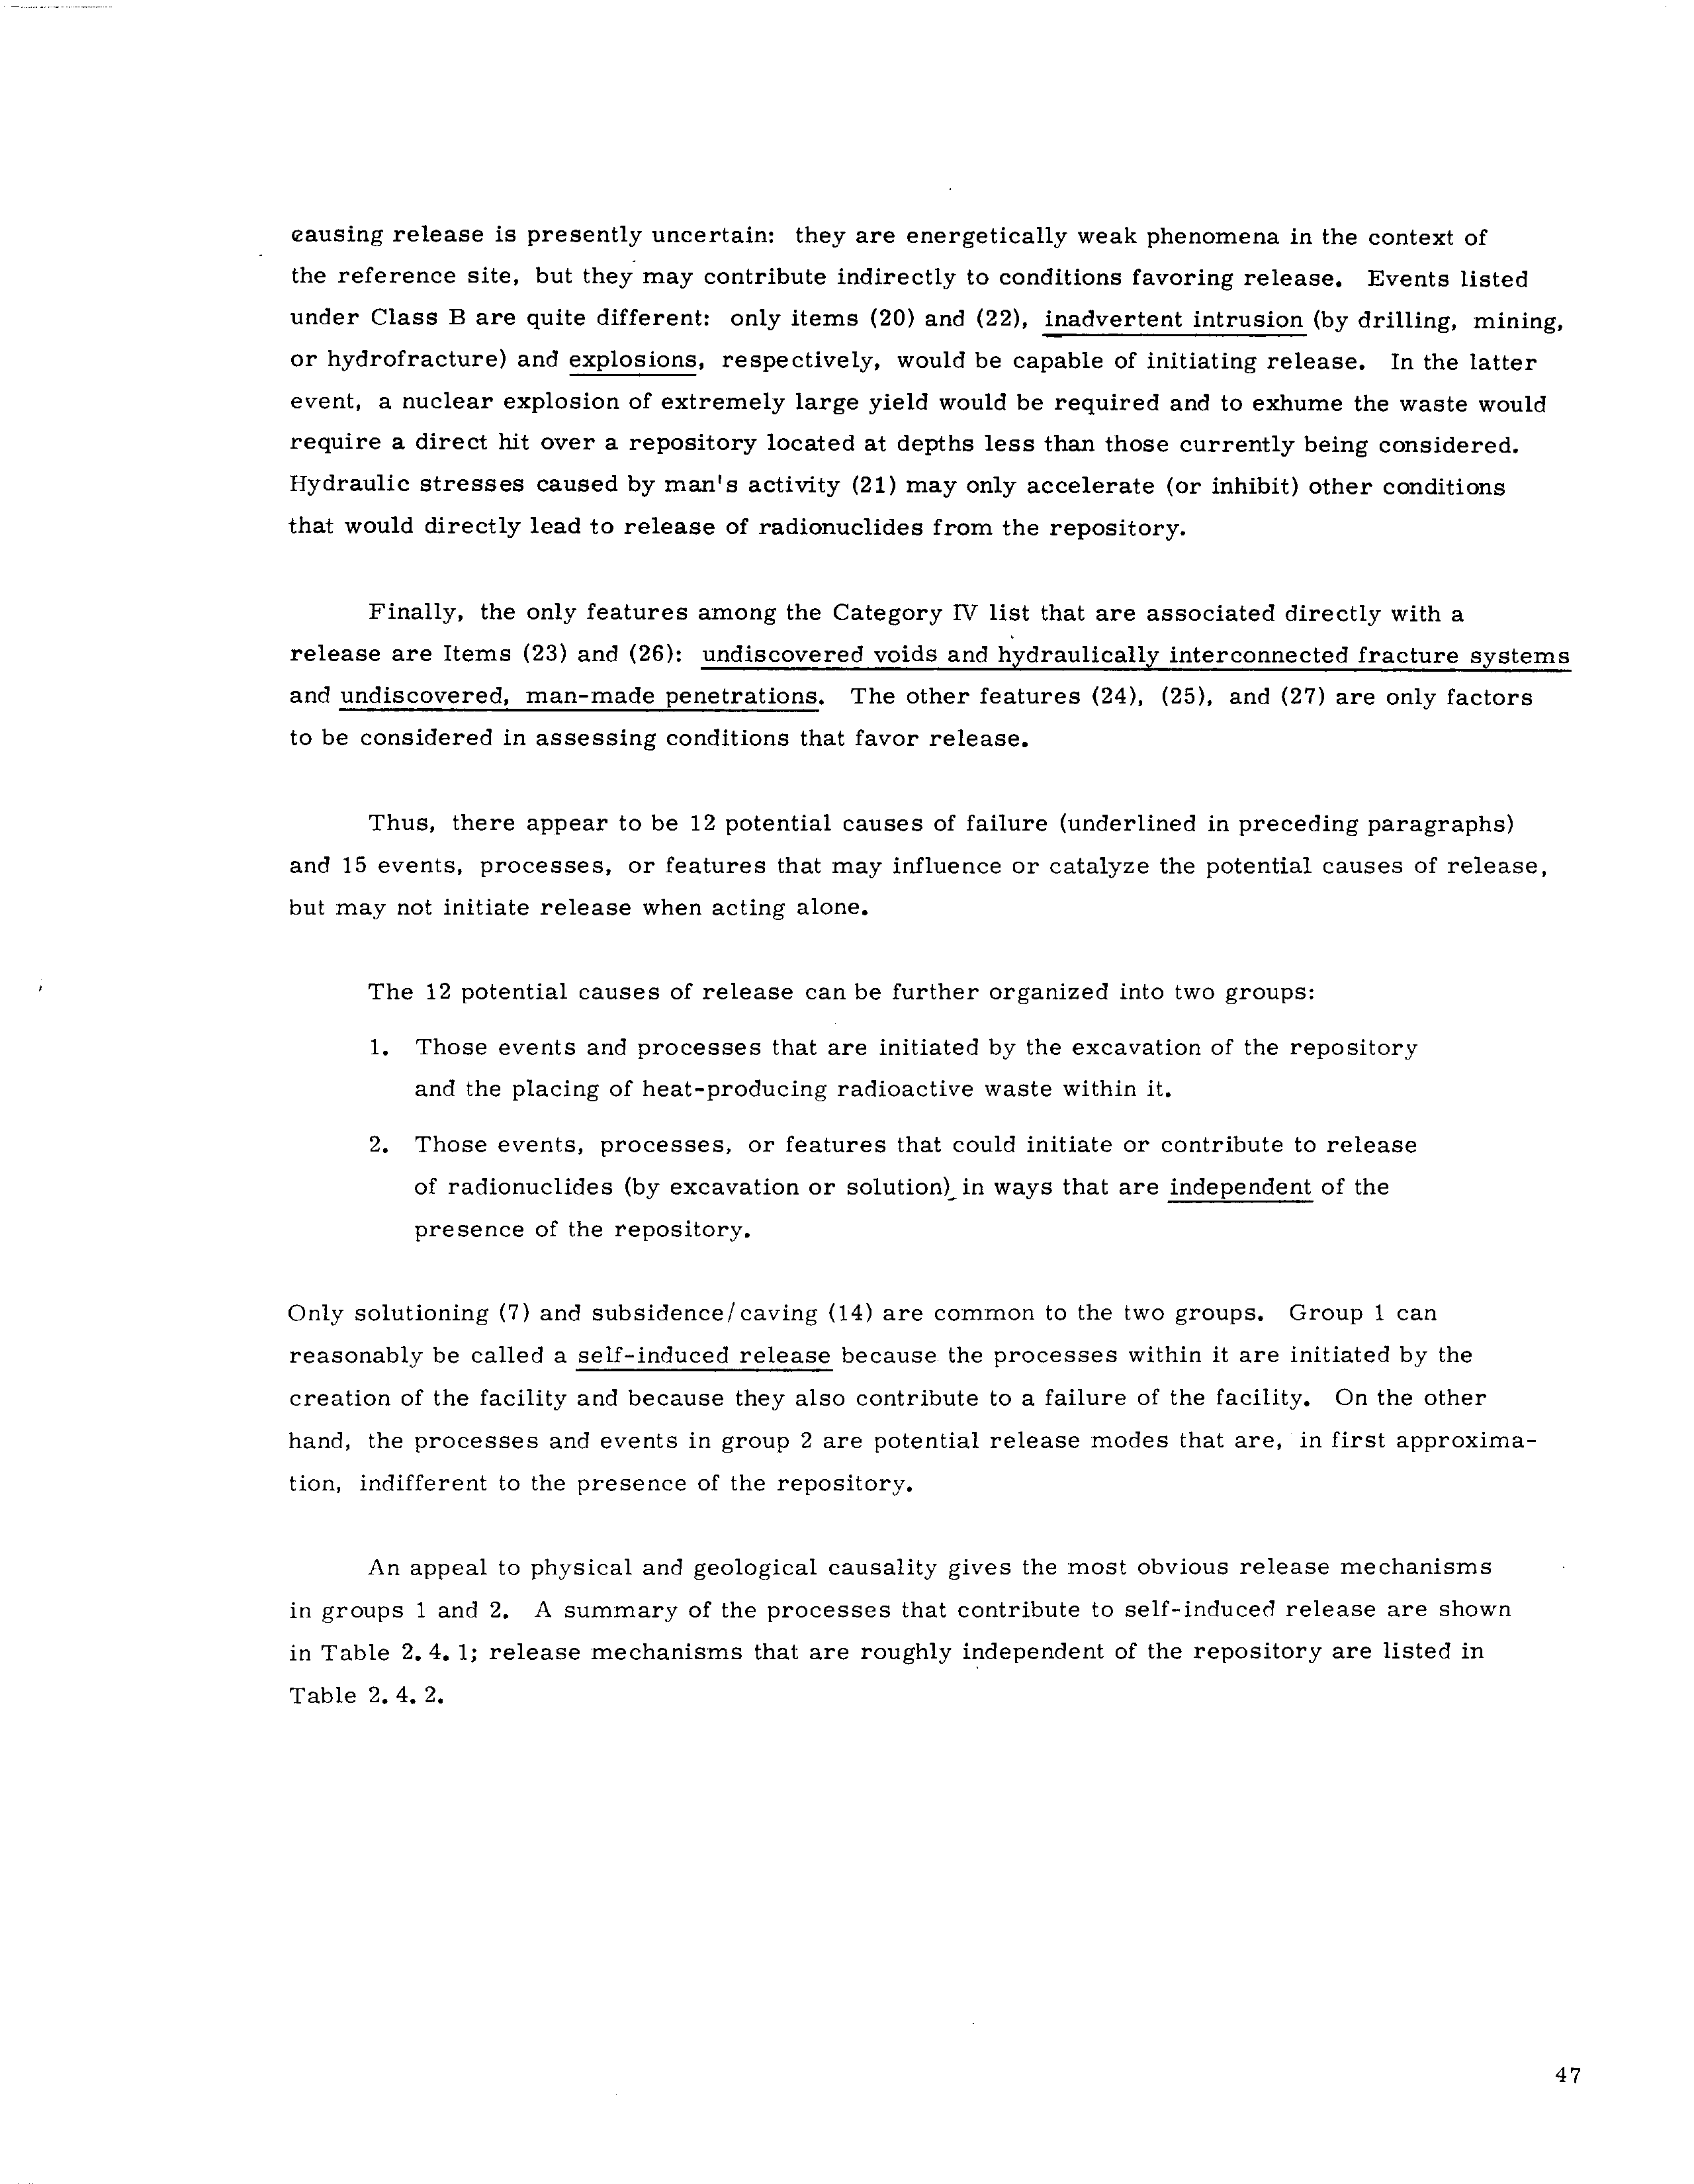 causing release is presently uncertain: they are energetically weak phenomena in the context of
the reference site, but they may contribute indirectly to conditions favoring release. Events listed
under Class B are quite different: only items (20) and (22), inadvertent intrusion (by drilling, mining,
or hydrofracture) and explosions, respectively, would be capable of initiating release. In the latter
event, a nuclear explosion of extremely large yield would be required and to exhume the waste would
require a direct hit over a repository located at depths less than those currently being considered.
Hydraulic stresses caused by man's activity (21) may only accelerate (or inhibit) other conditions
that would directly lead to release of radionuclides from the repository.
Finally, the only features among the Category IV list that are associated directly with a
release are Items (23) and (26): undiscovered voids and hydraulically interconnected fracture systems
and undiscovered, man-made penetrations. The other features (24), (25), and (27) are only factors
to be considered in assessing conditions that favor release.
Thus, there appear to be 12 potential causes of failure (underlined in preceding paragraphs)
and 15 events, processes, or features that may influence or catalyze the potential causes of release,
but may not initiate release when acting alone.
The 12 potential causes of release can be further organized into two groups:
1. Those events and processes that are initiated by the excavation of the repository
and the placing of heat-producing radioactive waste within it.
2. Those events, processes, or features that could initiate or contribute to release
of radionuclides (by excavation or solution) in ways that are independent of the
presence of the repository.
Only solutioning (7) and subsidence/caving (14) are common to the two groups. Group 1 can
reasonably be called a self-induced release because the processes within it are initiated by the
creation of the facility and because they also contribute to a failure of the facility. On the other
hand, the processes and events in group 2 are potential release modes that are, in first approxima-
tion, indifferent to the presence of the repository.
An appeal to physical and geological causality gives the most obvious release mechanisms
in groups 1 and 2. A summary of the processes that contribute to self-induced release are shown
in Table 2.4.1; release mechanisms that are roughly independent of the repository are listed in
Table 2.4.2.
47